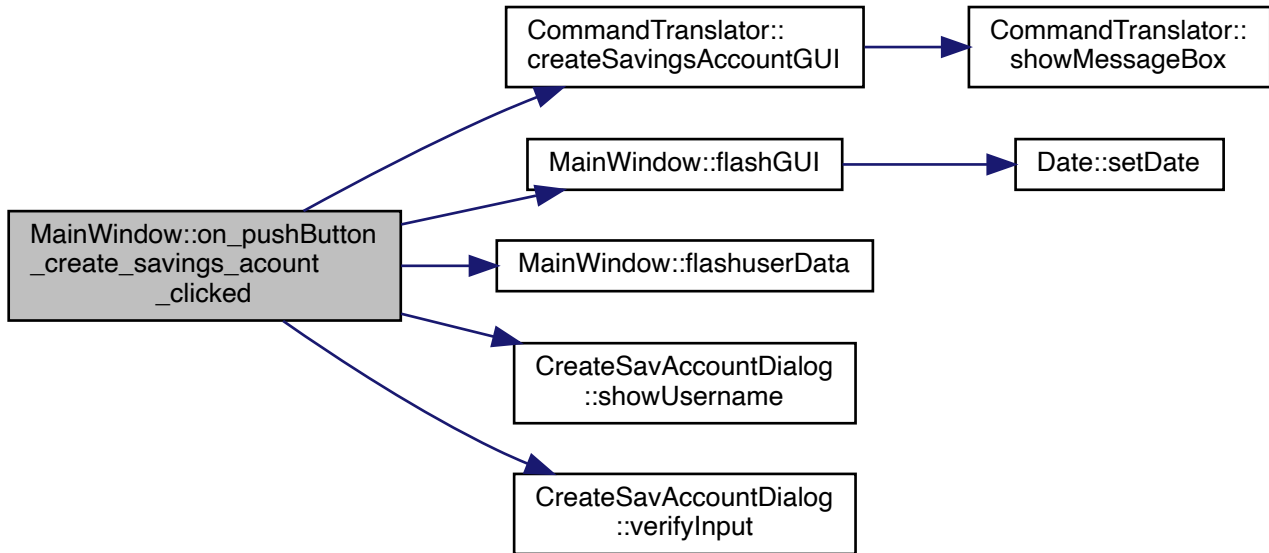 CommandTranslator::
createSavingsAccountGUI
CommandTranslator::
showMessageBox
MainWindow::flashGUI
Date::setDate
MainWindow::on_pushButton
_create_savings_acount
_clicked
MainWindow::flashuserData
CreateSavAccountDialog
::showUsername
CreateSavAccountDialog
::verifyInput